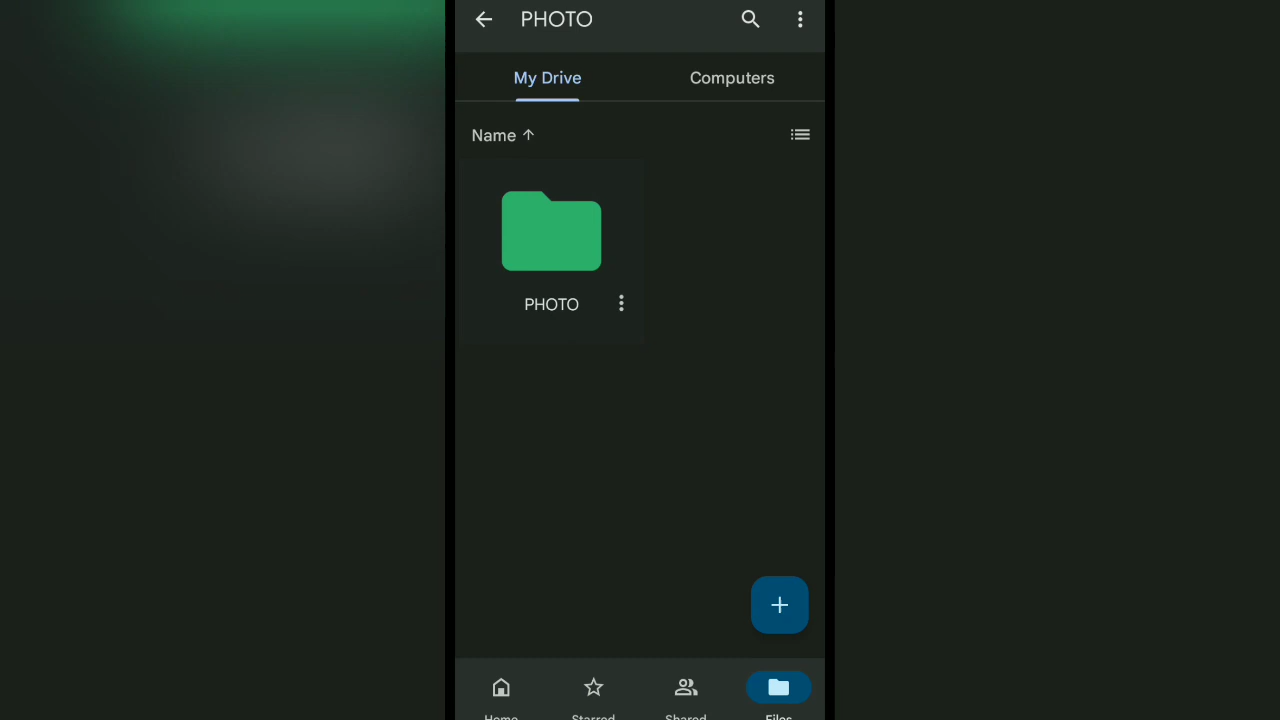 PHOTO
My Drive
Computers
Name
PHOTO
Home
Starred
Shared
Files